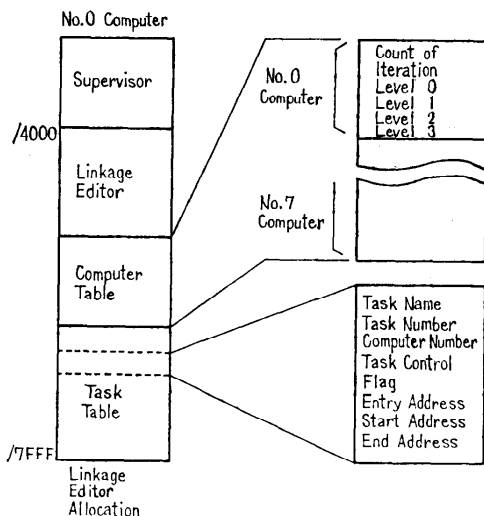 No.0 Computer
Supervisor
/4000
Linkage
Editor
Computer
Table
Task
Table
/7FFF
Linkage
Editor
Allocation
No.0
Computer
Count of
Iteration
Level 0
Level 1
Level 2
Level 3
No.7
Computer
Task Name
Task Number
Computer Number
Task Control
Flag
Entry Address
Start Address
End Address